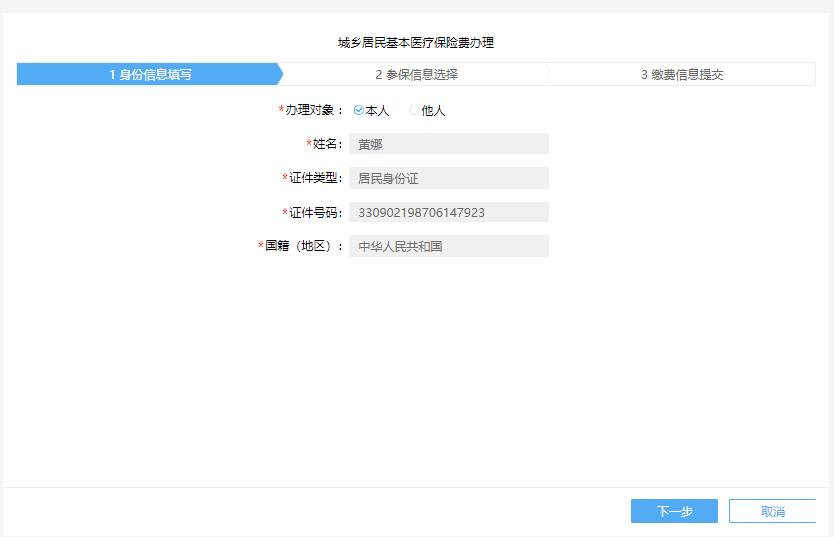 城乡居民基本医疗保险费办理
1 身份信息填写 2 参保信息选择 3 缴费信息提交
*办理对象： 本人 他人
*姓名： 黄娜
*证件类型： 居民身份证
*证件号码： 330902198706147923
*国籍（地区）： 中华人民共和国
下一步 取消